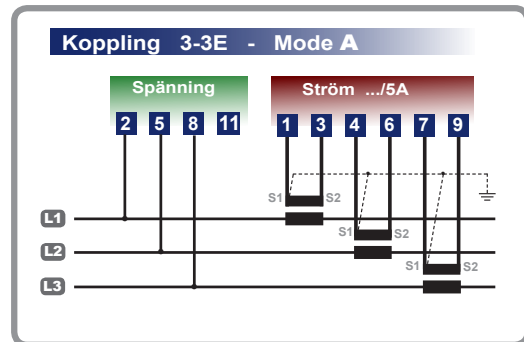 Koppling 3-3E - Mode A
Spänning
Ström .../5A
2 5 8 11
1 3 4 6 7 9
S1 S2
L1
S1 S2
L2
S1 S2
L3